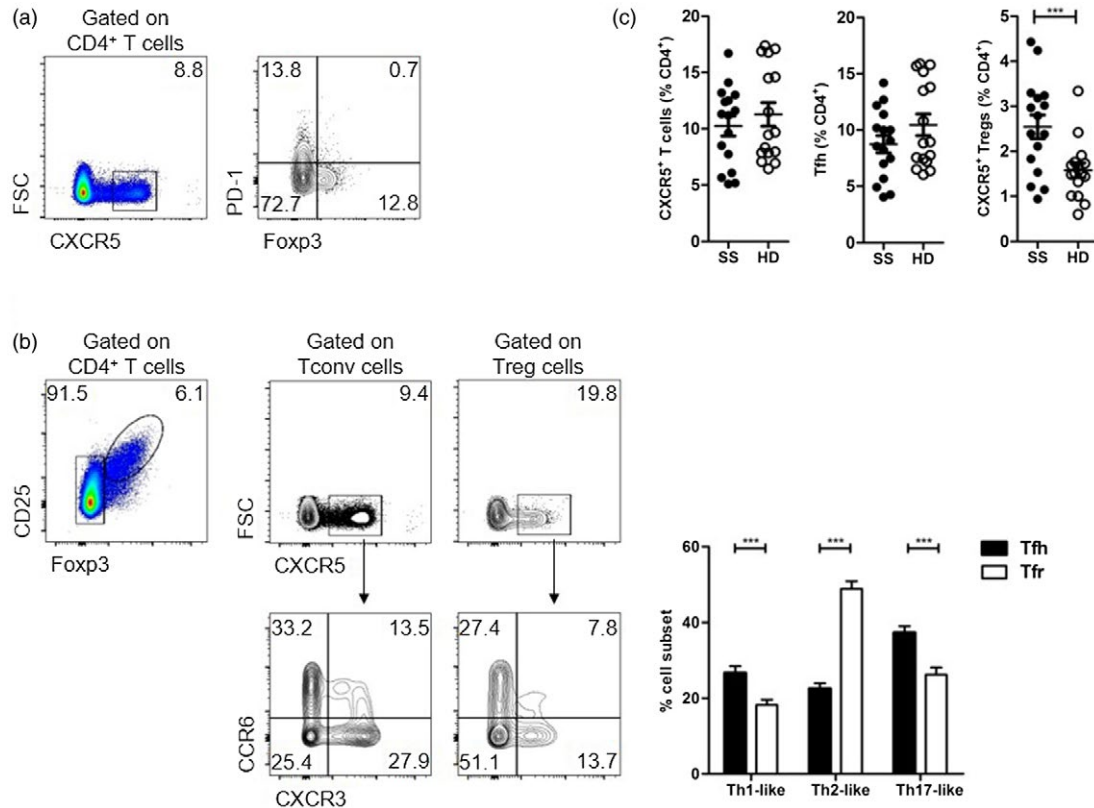 (a)
Gated on
CD4⁺ T cells
8.8
FSC
CXCR5
13.8 0.7
PD-1
72.7 12.8
Foxp3
(c)
20
15
10
5
0
CXCR5⁺ T cells (% CD4⁺)
SS HD
20
15
10
5
0
Tfh (% CD4⁺)
SS HD
***
5
4
3
2
1
0
CXCR5⁺ Tregs (% CD4⁺)
SS HD
(b)
Gated on
CD4⁺ T cells
91.5 6.1
CD25
Foxp3
Gated on
Tconv cells
9.4
FSC
CXCR5
Gated on
Treg cells
19.8
33.2 13.5
CCR6
25.4 27.9
CXCR3
27.4 7.8
51.1 13.7
60
40
20
0
% cell subset
*** *** ***
Th1-like Th2-like Th17-like
Tfh
Tfr